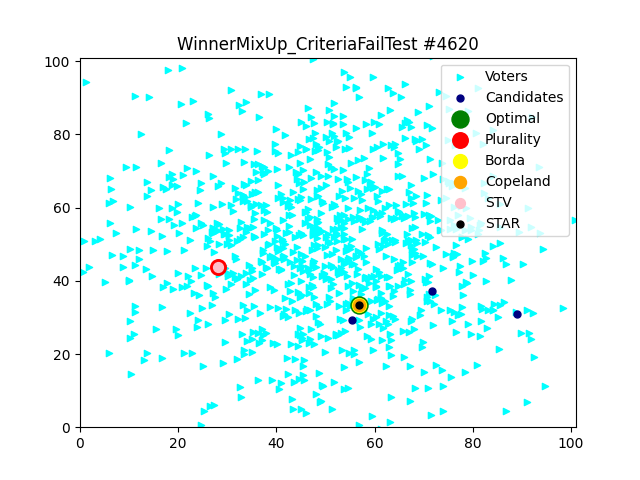 WinnerMixUp_CriteriaFailTest #4620
100
80
60
40
20
0
0 20 40 60 80 100
Voters
Candidates
Optimal
Plurality
Borda
Copeland
STV
STAR